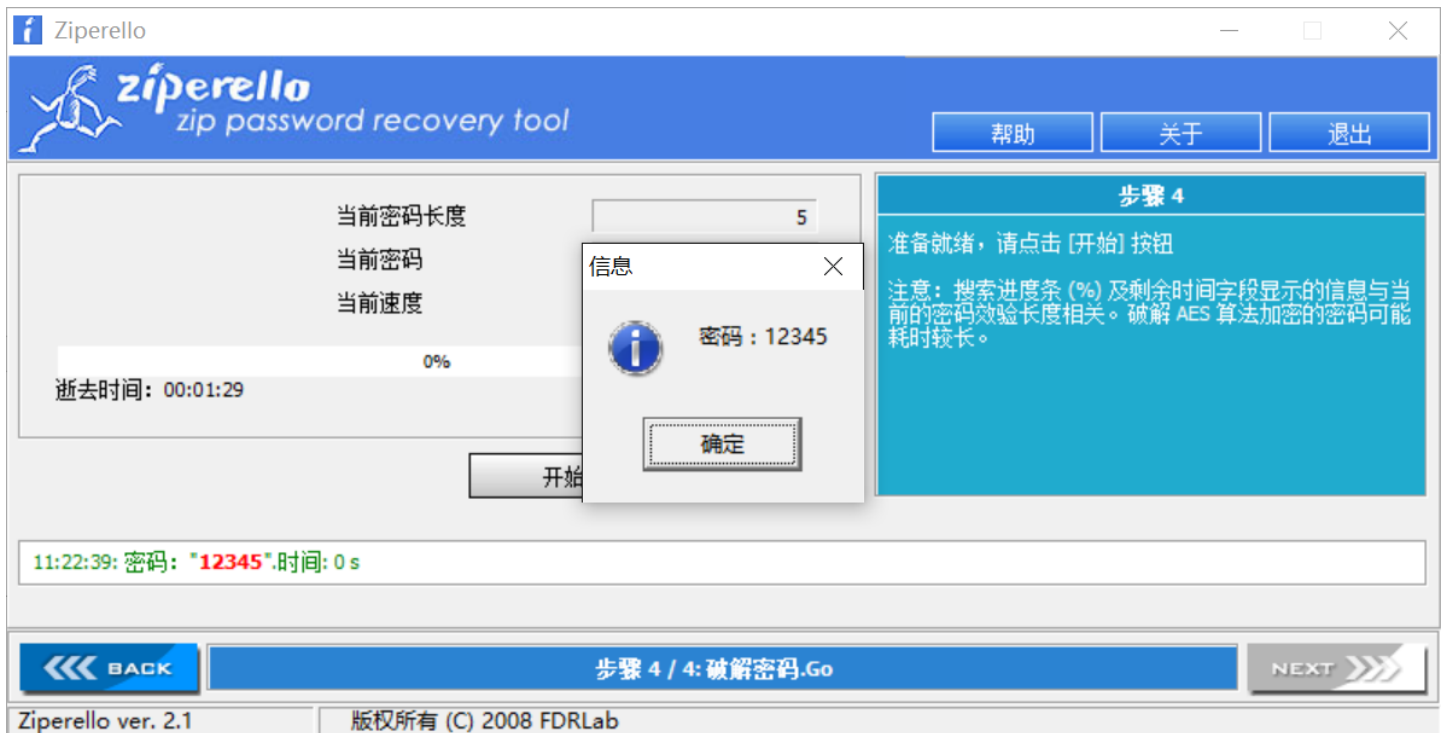 Ziperello
ziperello
zip password recovery tool
帮助
关于
退出
当前密码长度
5
当前密码
当前速度
0%
逝去时间：00:01:29
开始
信息
密码：12345
确定
步骤 4
准备就绪，请点击 [开始] 按钮
注意：搜索进度条 (%) 及剩余时间字段显示的信息与当
前的密码效验长度相关。破解 AES 算法加密的密码可能
耗时较长。
11:22:39: 密码："12345".时间: 0 s
BACK
步骤 4 / 4: 破解密码.Go
NEXT
Ziperello ver. 2.1
版权所有 (C) 2008 FDRLab